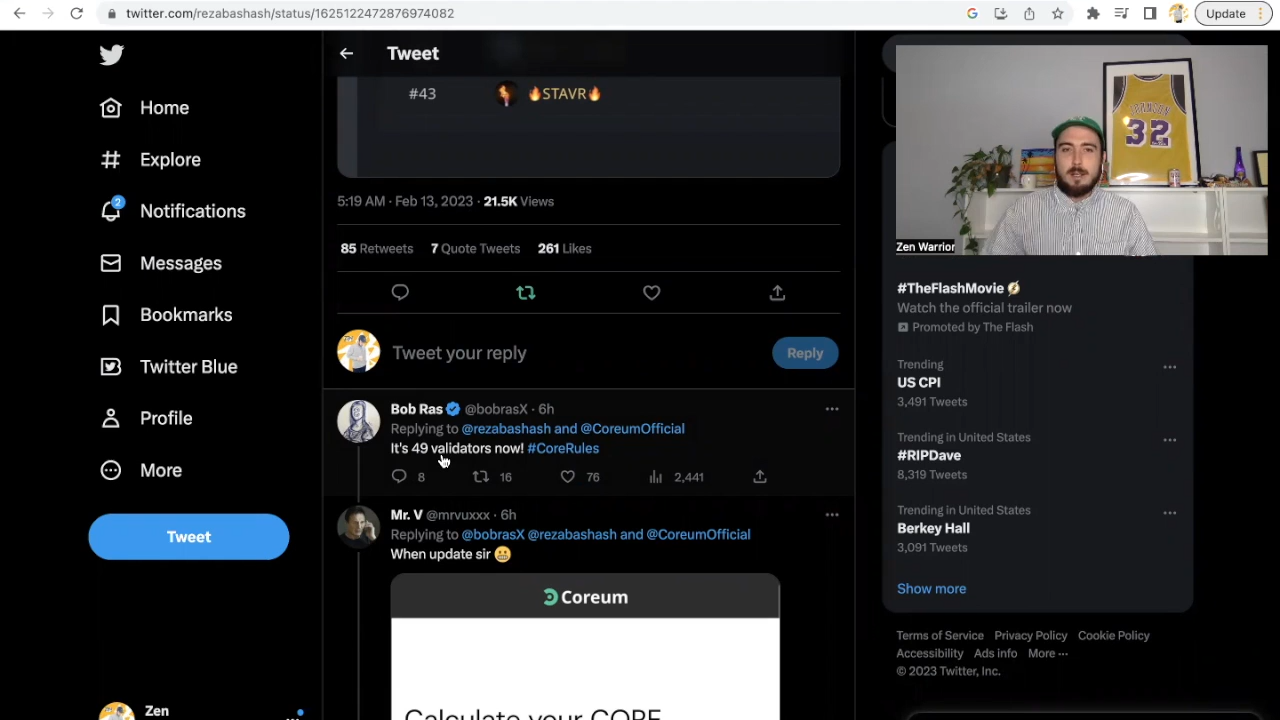 twitter.com/rezabashash/status/1625122472876974082
Update
Home
Explore
2
Notifications
Messages
Bookmarks
Twitter Blue
Profile
More
Tweet
Zen
Tweet
#43 🔥STAVR🔥
5:19 AM · Feb 13, 2023 · 21.5K Views
85 Retweets 7 Quote Tweets 261 Likes
Tweet your reply
Reply
Bob Ras @bobrasX · 6h
Replying to @rezabashash and @CoreumOfficial
It's 49 validators now! #CoreRules
8 16 76 2,441
Mr. V @mrvuxxx · 6h
Replying to @bobrasX @rezabashash and @CoreumOfficial
When update sir 😬
Coreum
Calculate your CORE
32
Zen Warrior
#TheFlashMovie
Watch the official trailer now
Promoted by The Flash
Trending
US CPI
3,491 Tweets
Trending in United States
#RIPDave
8,319 Tweets
Trending in United States
Berkey Hall
3,091 Tweets
Show more
Terms of Service Privacy Policy Cookie Policy
Accessibility Ads info More ···
© 2023 Twitter, Inc.